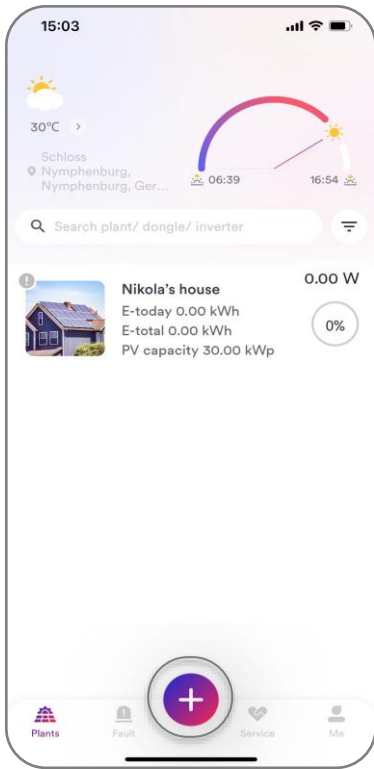 15:03
30°C
Schloss
Nymphenburg,
Nymphenburg, Ger...
06:39
16:54
Search plant/ dongle/ inverter
0.00 W
Nikola's house
E-today 0.00 kWh
E-total 0.00 kWh
PV capacity 30.00 kWp
0%
Plants
Fault
Service
Me